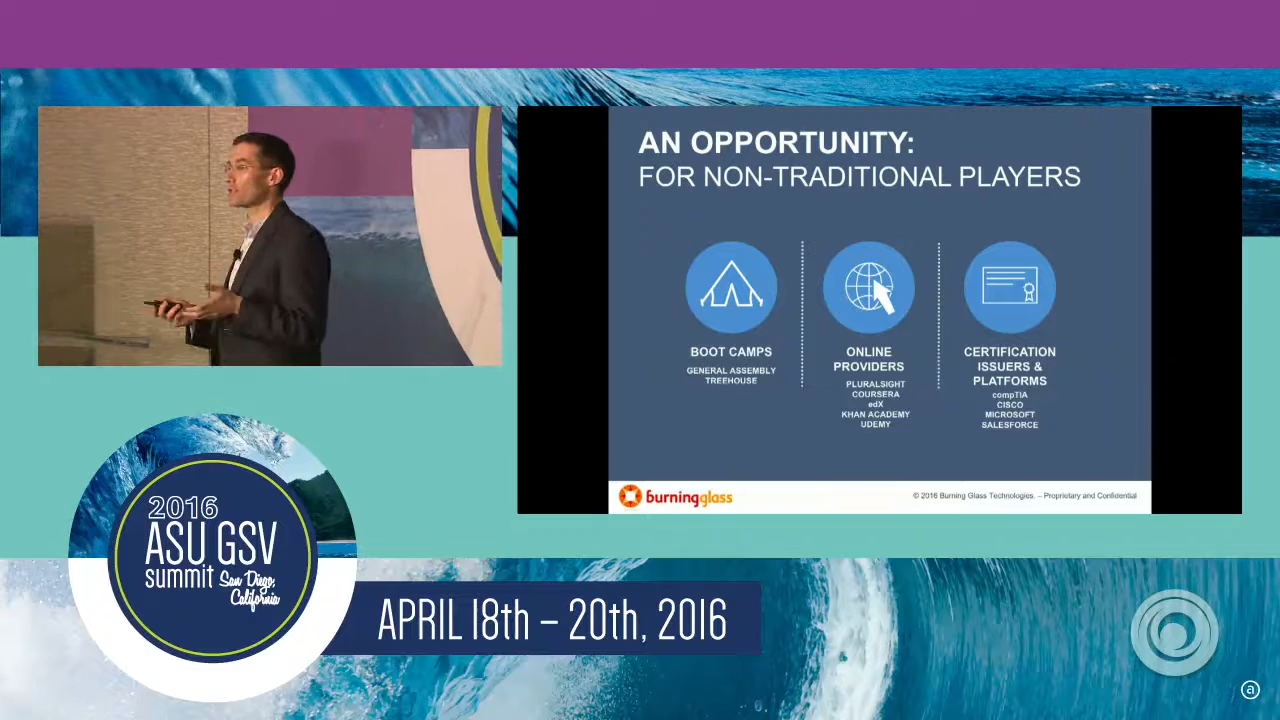 AN OPPORTUNITY:
FOR NON-TRADITIONAL PLAYERS
BOOT CAMPS
GENERAL ASSEMBLY
TREEHOUSE
ONLINE
PROVIDERS
PLURALSIGHT
COURSERA
edX
KHAN ACADEMY
UDEMY
CERTIFICATION
ISSUERS &
PLATFORMS
compTIA
CISCO
MICROSOFT
SALESFORCE
burningglass
© 2016 Burning Glass Technologies. – Proprietary and Confidential
2016
ASU GSV
summit San Diego,
California
APRIL 18th – 20th, 2016
a